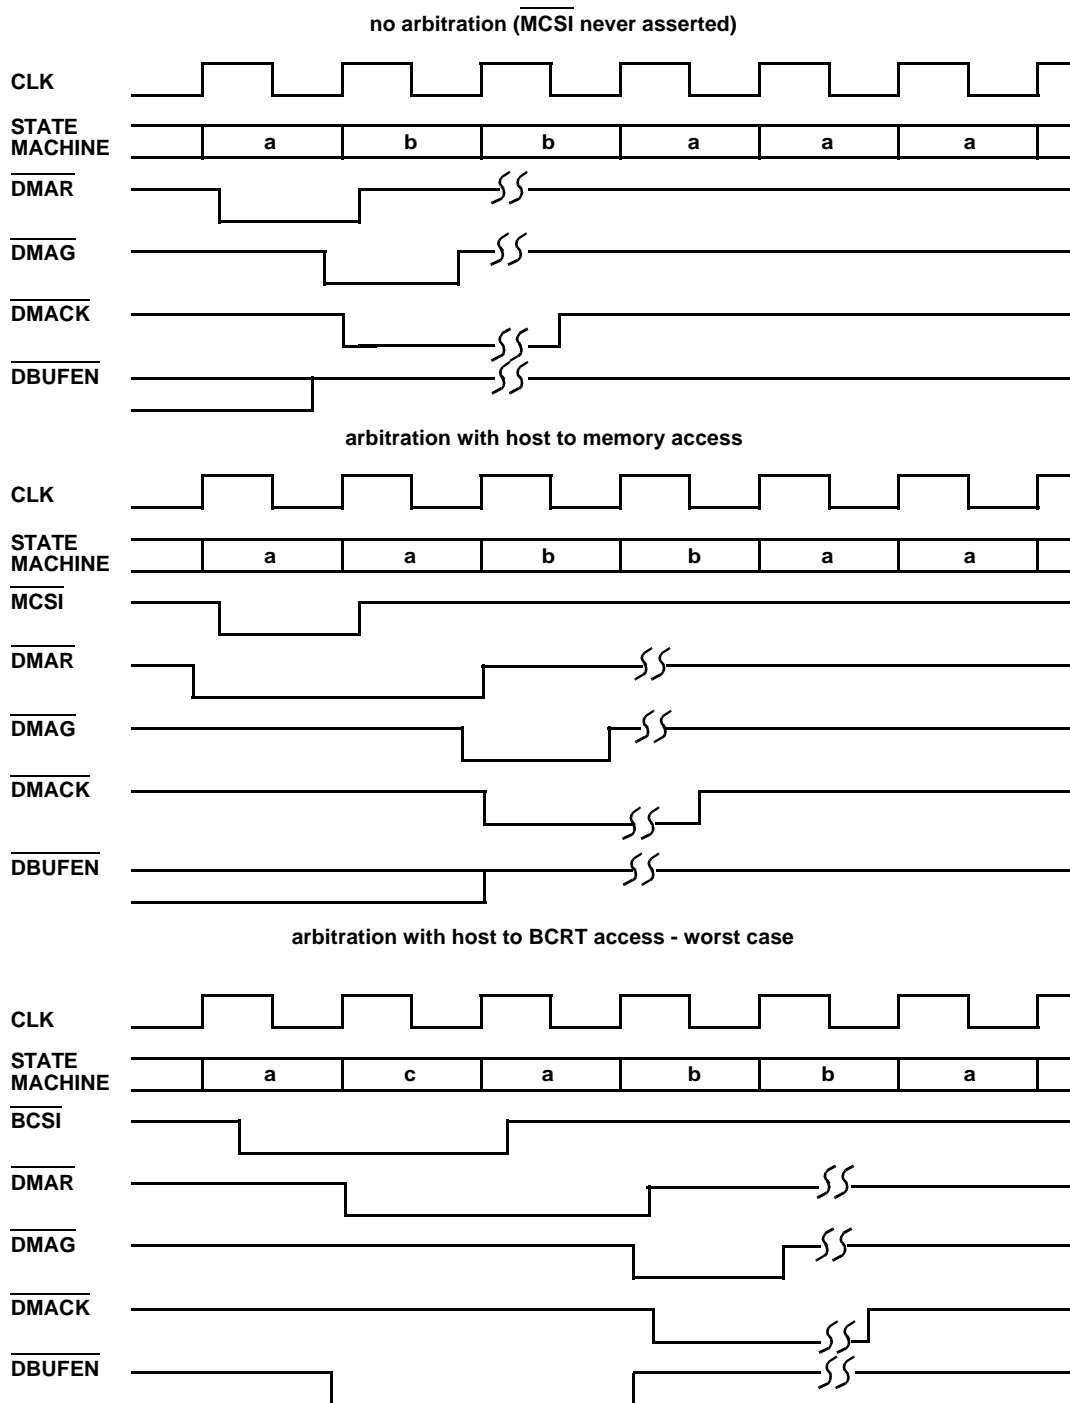 no arbitration (MCSI never asserted)
CLK
STATE
MACHINE
a b b a a a
DMAR
DMAG
DMACK
DBUFEN
arbitration with host to memory access
CLK
STATE
MACHINE
a a b b a a
MCSI
DMAR
DMAG
DMACK
DBUFEN
arbitration with host to BCRT access - worst case
CLK
STATE
MACHINE
a c a b b a
BCSI
DMAR
DMAG
DMACK
DBUFEN